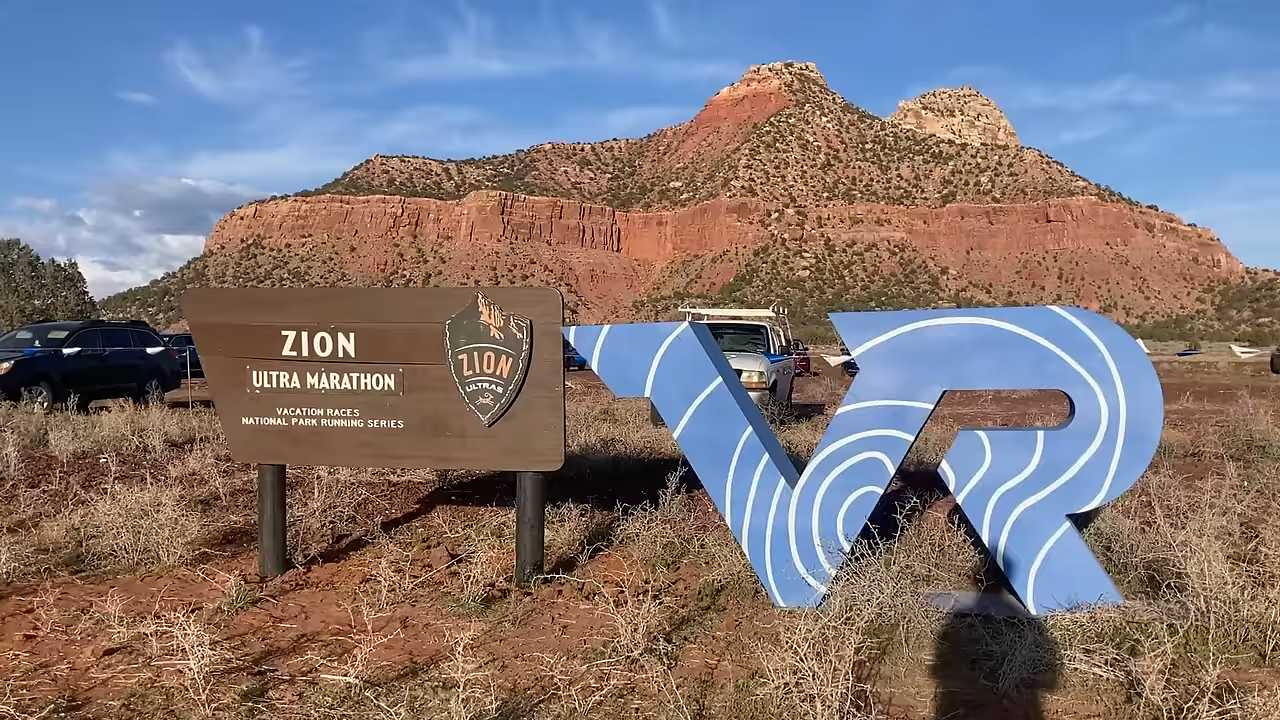 ZION
ULTRA MARATHON
VACATION RACES
NATIONAL PARK RUNNING SERIES
ZION
ULTRAS
VR